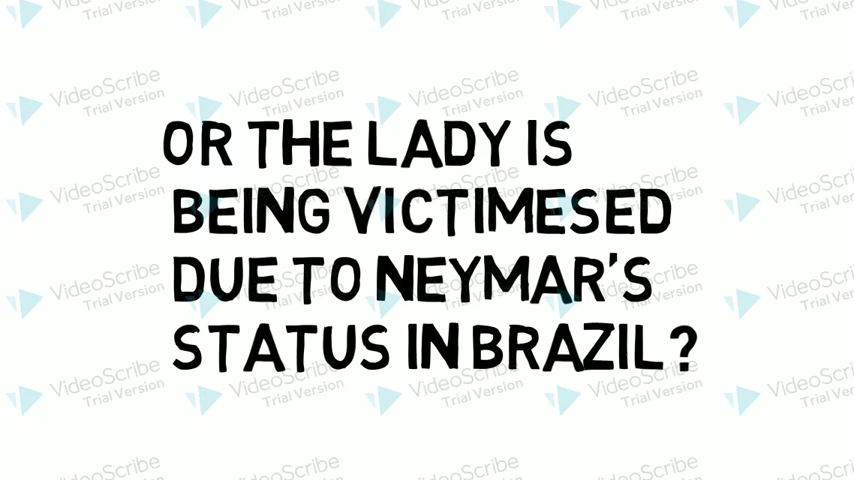 OR THE LADY IS
BEING VICTIMESED
DUE TO NEYMAR'S
STATUS IN BRAZIL?
VideoScribe
Trial Version